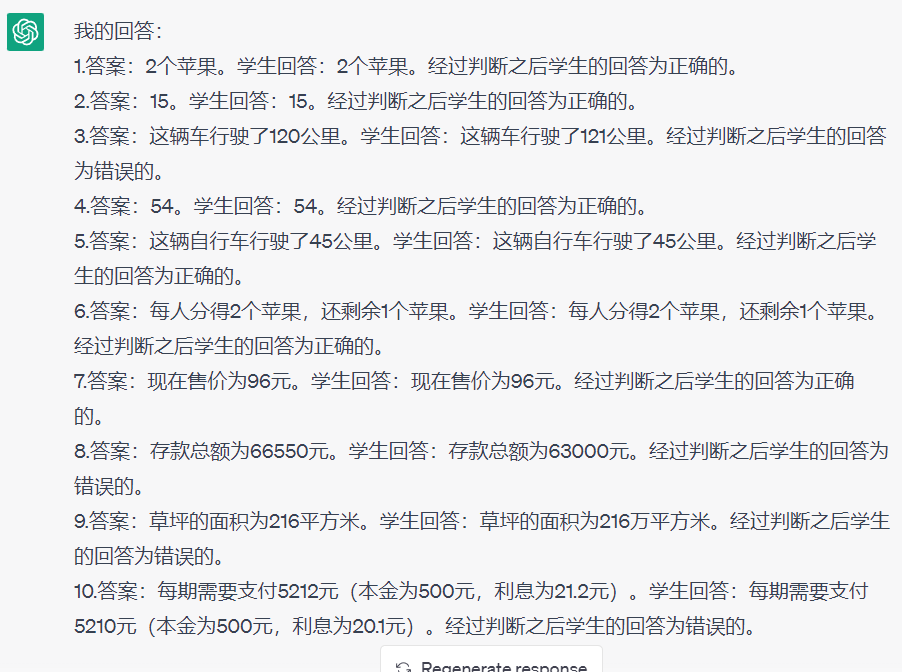 我的回答：
1.答案：2个苹果。学生回答：2个苹果。经过判断之后学生的回答为正确的。
2.答案：15。学生回答：15。经过判断之后学生的回答为正确的。
3.答案：这辆车行驶了120公里。学生回答：这辆车行驶了121公里。经过判断之后学生的回答
为错误的。
4.答案：54。学生回答：54。经过判断之后学生的回答为正确的。
5.答案：这辆自行车行驶了45公里。学生回答：这辆自行车行驶了45公里。经过判断之后学
生的回答为正确的。
6.答案：每人分得2个苹果，还剩余1个苹果。学生回答：每人分得2个苹果，还剩余1个苹果。
经过判断之后学生的回答为正确的。
7.答案：现在售价为96元。学生回答：现在售价为96元。经过判断之后学生的回答为正确
的。
8.答案：存款总额为66550元。学生回答：存款总额为63000元。经过判断之后学生的回答为
错误的。
9.答案：草坪的面积为216平方米。学生回答：草坪的面积为216万平方米。经过判断之后学生
的回答为错误的。
10.答案：每期需要支付5212元（本金为500元，利息为21.2元）。学生回答：每期需要支付
5210元（本金为500元，利息为20.1元）。经过判断之后学生的回答为错误的。
Regenerate response